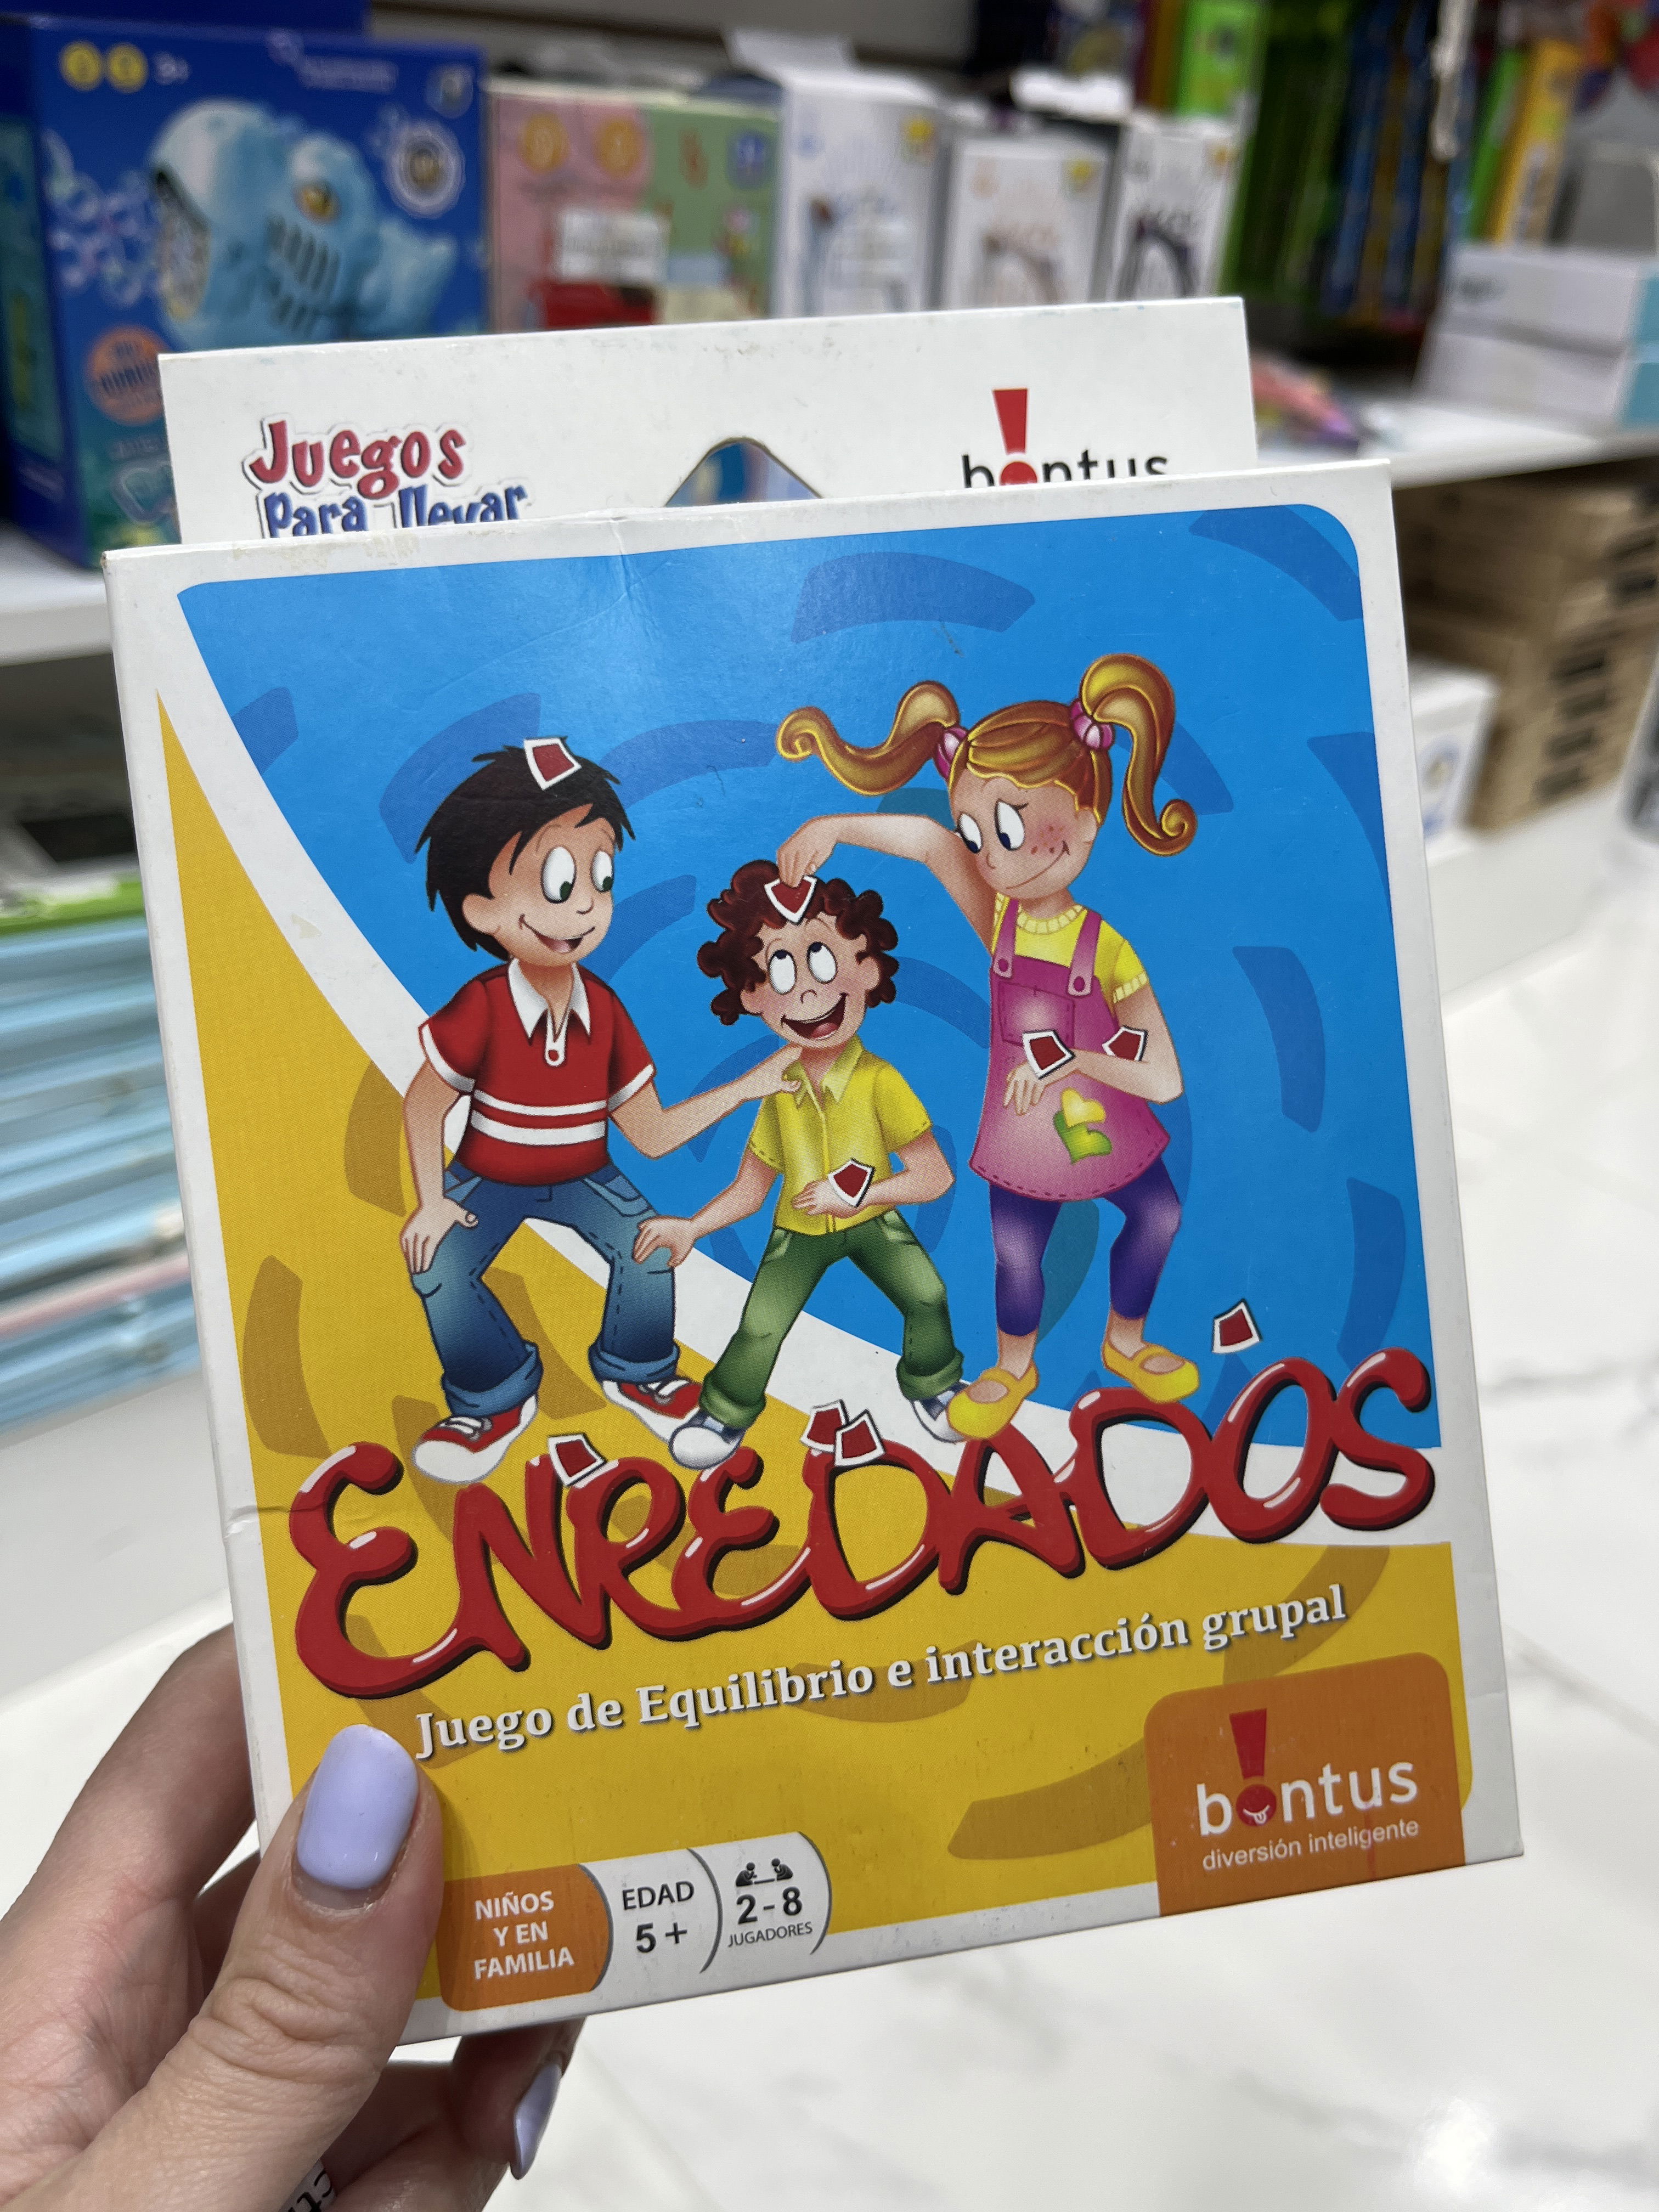 3+
Juegos
para llevar
bontus
ENREDADOS
Juego de Equilibrio e interacción grupal
bontus
diversión inteligente
NIÑOS
Y EN
FAMILIA
EDAD
5+
2-8
JUGADORES